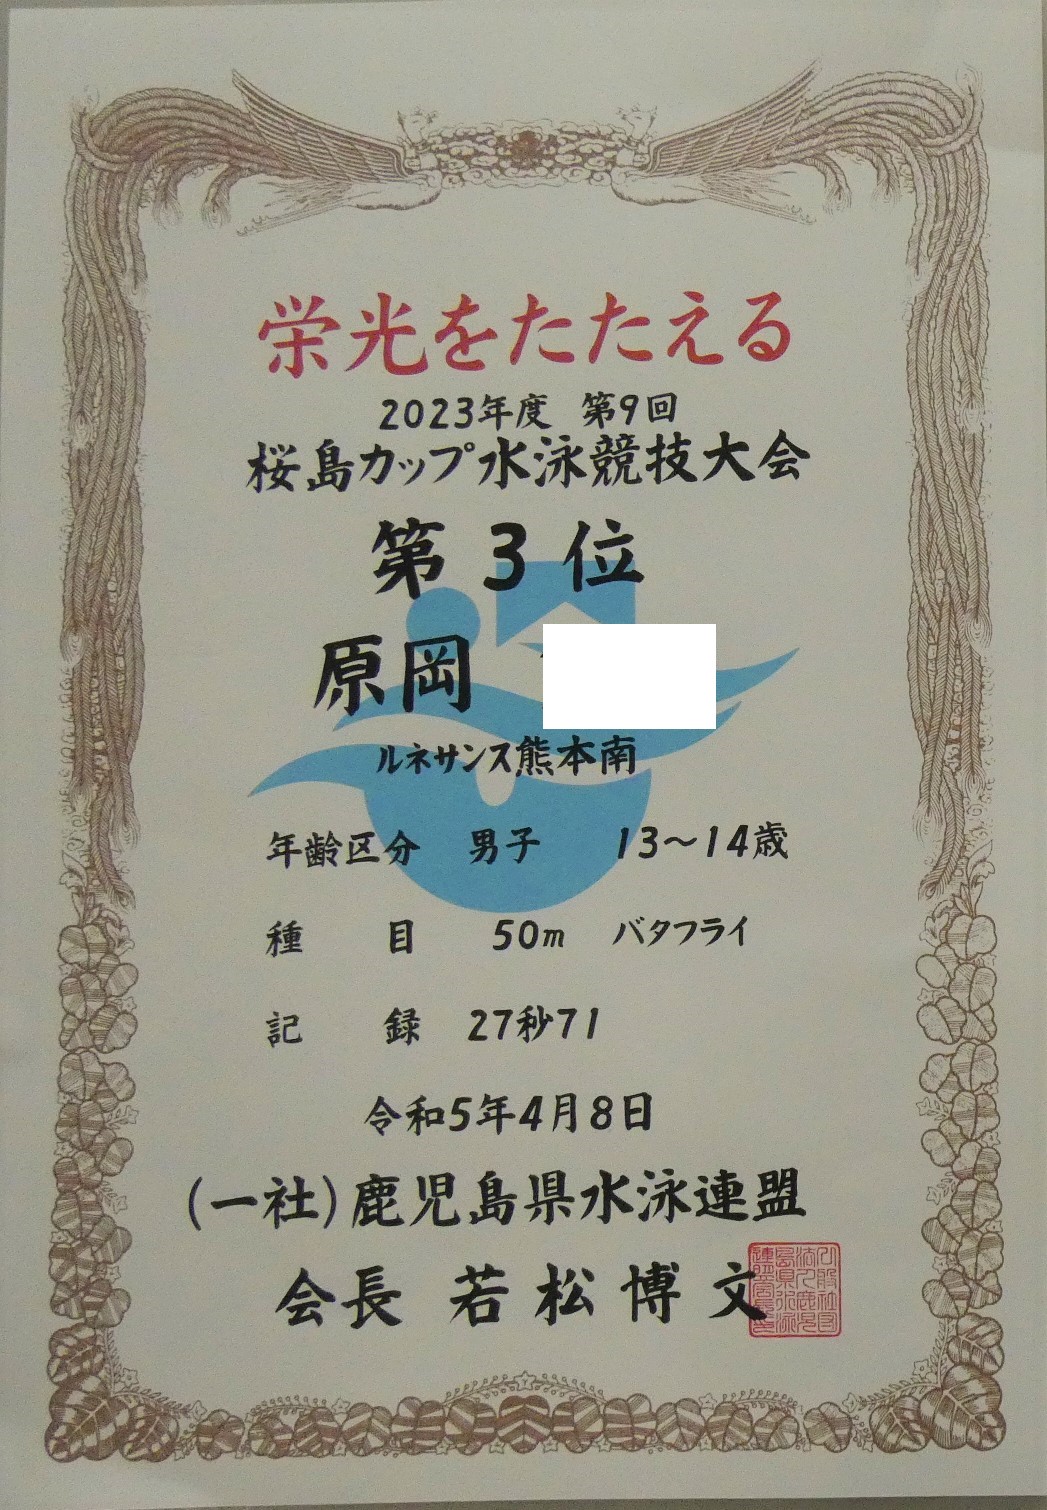 栄光をたたえる
2023年度 第9回
桜島カップ水泳競技大会
第3位
原岡
ルネサンス熊本南
年齢区分 男子 13～14歳
種目 50m バタフライ
記録 27秒71
令和5年4月8日
(一社)鹿児島県水泳連盟
会長 若松博文